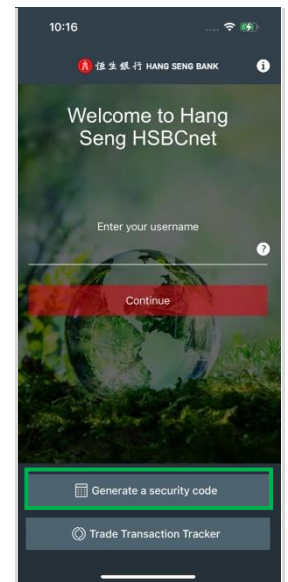 10:16
恒生銀行 HANG SENG BANK
Welcome to Hang
Seng HSBCnet
Enter your username
?
Continue
Generate a security code
Trade Transaction Tracker